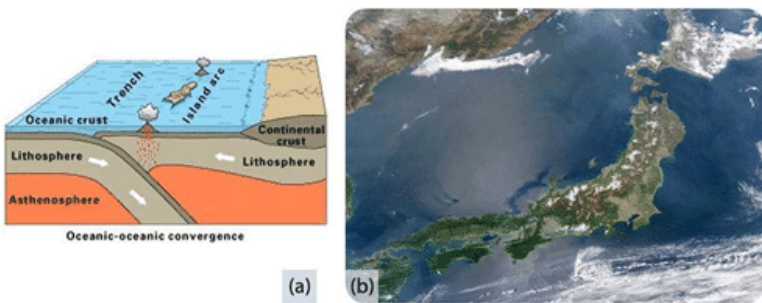 Trench
Island arc
Oceanic crust
Continental
crust
Lithosphere
Lithosphere
Asthenosphere
Oceanic-oceanic convergence
(a)
(b)